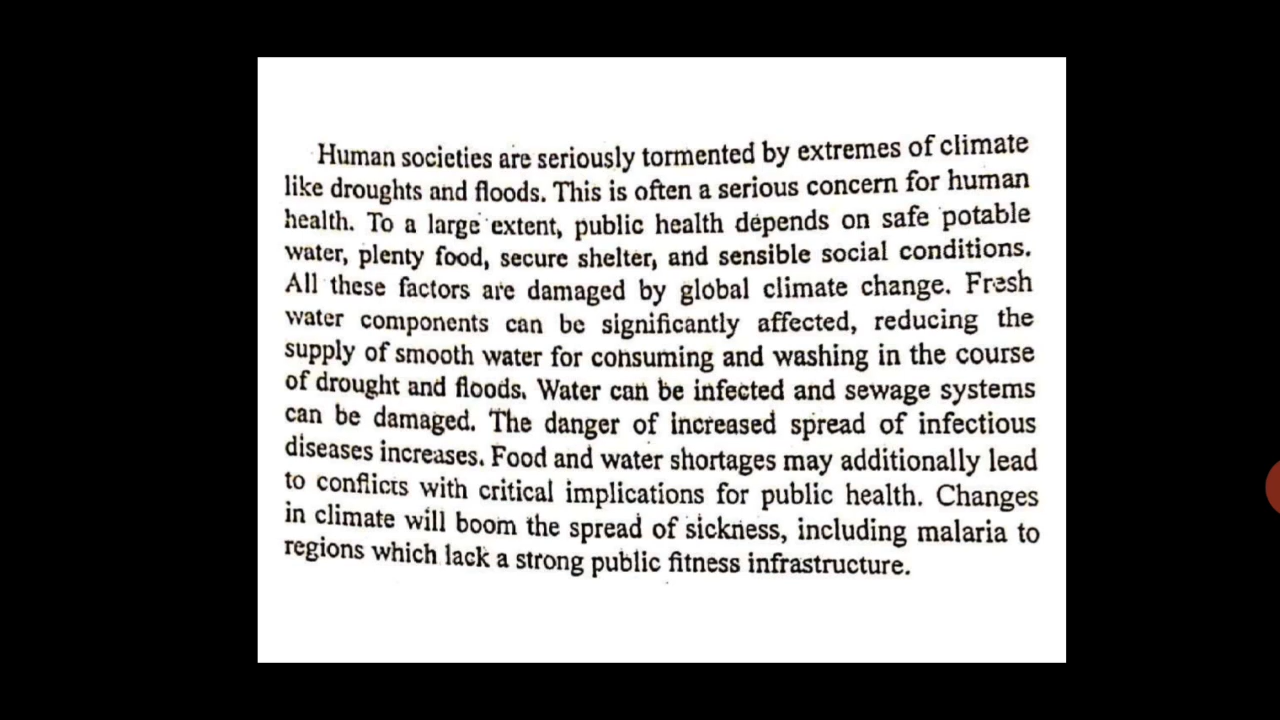 Human societies are seriously tormented by extremes of climate
like droughts and floods. This is often a serious concern for human
health. To a large extent, public health depends on safe potable
water, plenty food, secure shelter, and sensible social conditions.
All these factors are damaged by global climate change. Fresh
water components can be significantly affected, reducing the
supply of smooth water for consuming and washing in the course
of drought and floods. Water can be infected and sewage systems
can be damaged. The danger of increased spread of infectious
diseases increases. Food and water shortages may additionally lead
to conflicts with critical implications for public health. Changes
in climate will boom the spread of sickness, including malaria to
regions which lack a strong public fitness infrastructure.